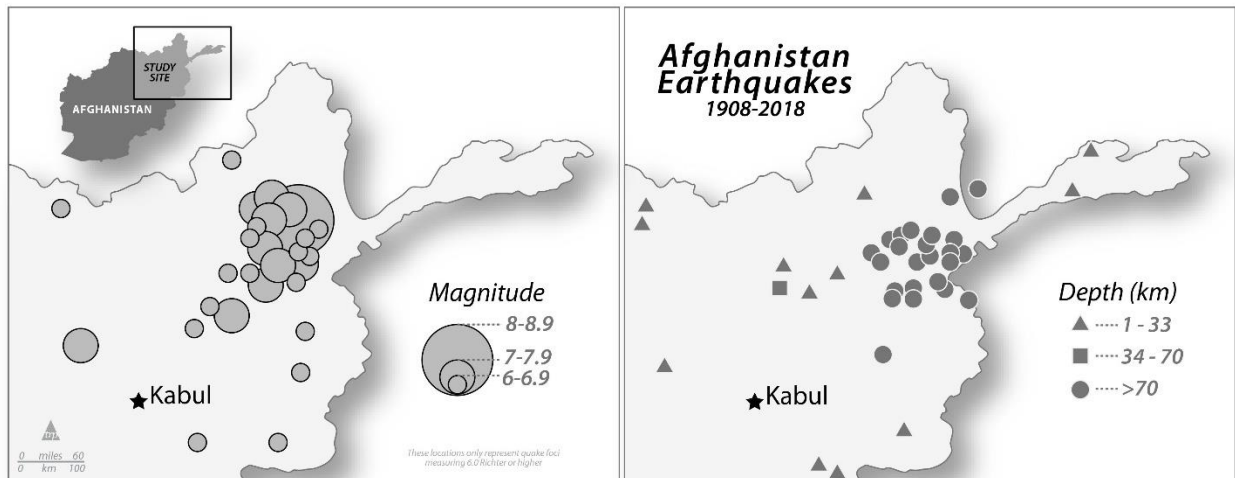 STUDY
SITE
AFGHANISTAN
Magnitude
8-8.9
7-7.9
6-6.9
Kabul
0 miles 60
0 km 100
These locations only represent quake foci
measuring 6.0 Richter or higher
Afghanistan
Earthquakes
1908-2018
Depth (km)
1 - 33
34 - 70
>70
Kabul